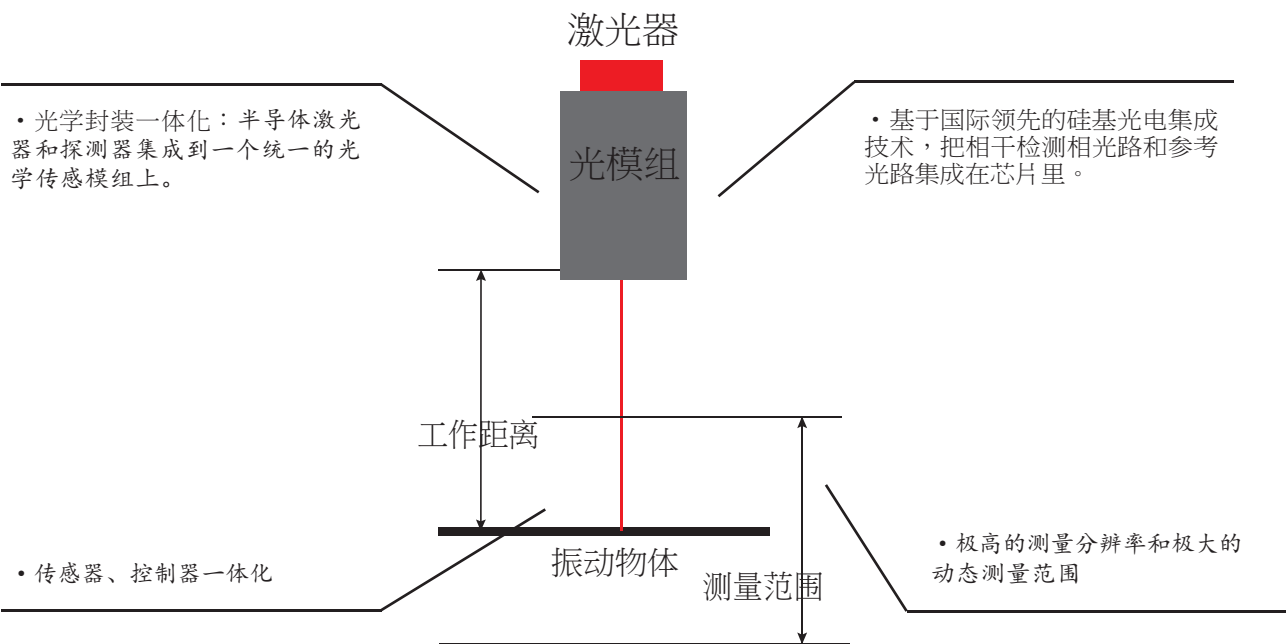 激光器
·光学封装一体化：半导体激光
器和探测器集成到一个统一的光
学传感模组上。
光模组
·基于国际领先的硅基光电集成
技术，把相干检测相光路和参考
光路集成在芯片里。
工作距离
·传感器、控制器一体化
振动物体
测量范围
·极高的测量分辨率和极大的
动态测量范围